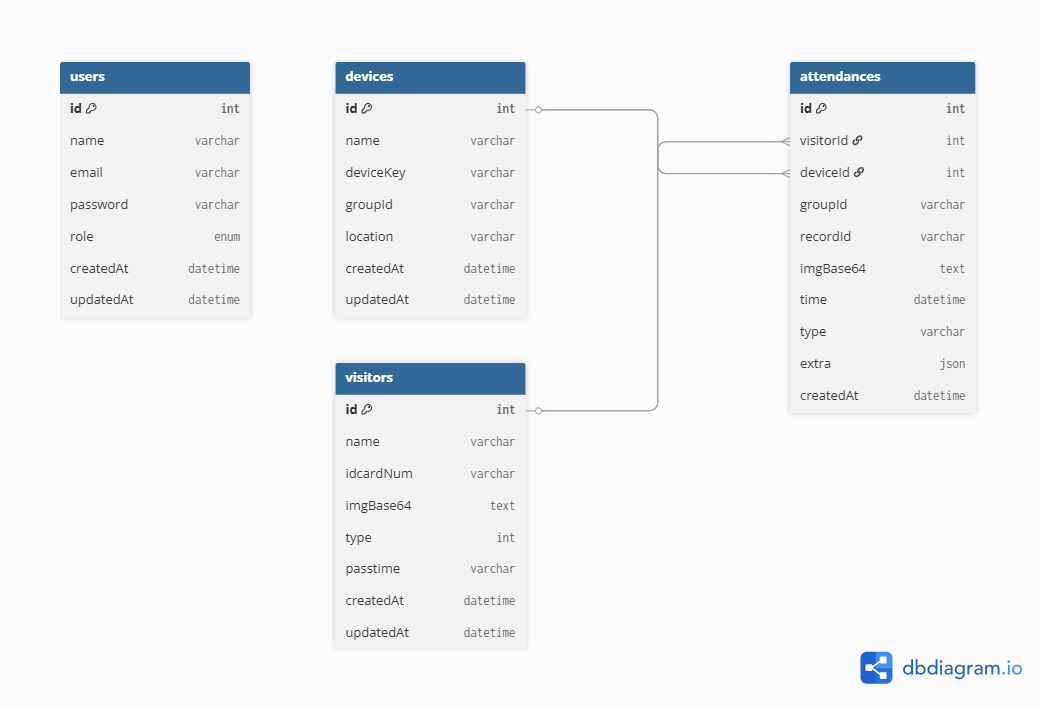 users
id int
name varchar
email varchar
password varchar
role enum
createdAt datetime
updatedAt datetime
devices
id int
name varchar
deviceKey varchar
groupId varchar
location varchar
createdAt datetime
updatedAt datetime
visitors
id int
name varchar
idcardNum varchar
imgBase64 text
type int
passtime varchar
createdAt datetime
updatedAt datetime
attendances
id int
visitorId int
deviceId int
groupId varchar
recordId varchar
imgBase64 text
time datetime
type varchar
extra json
createdAt datetime
dbdiagram.io